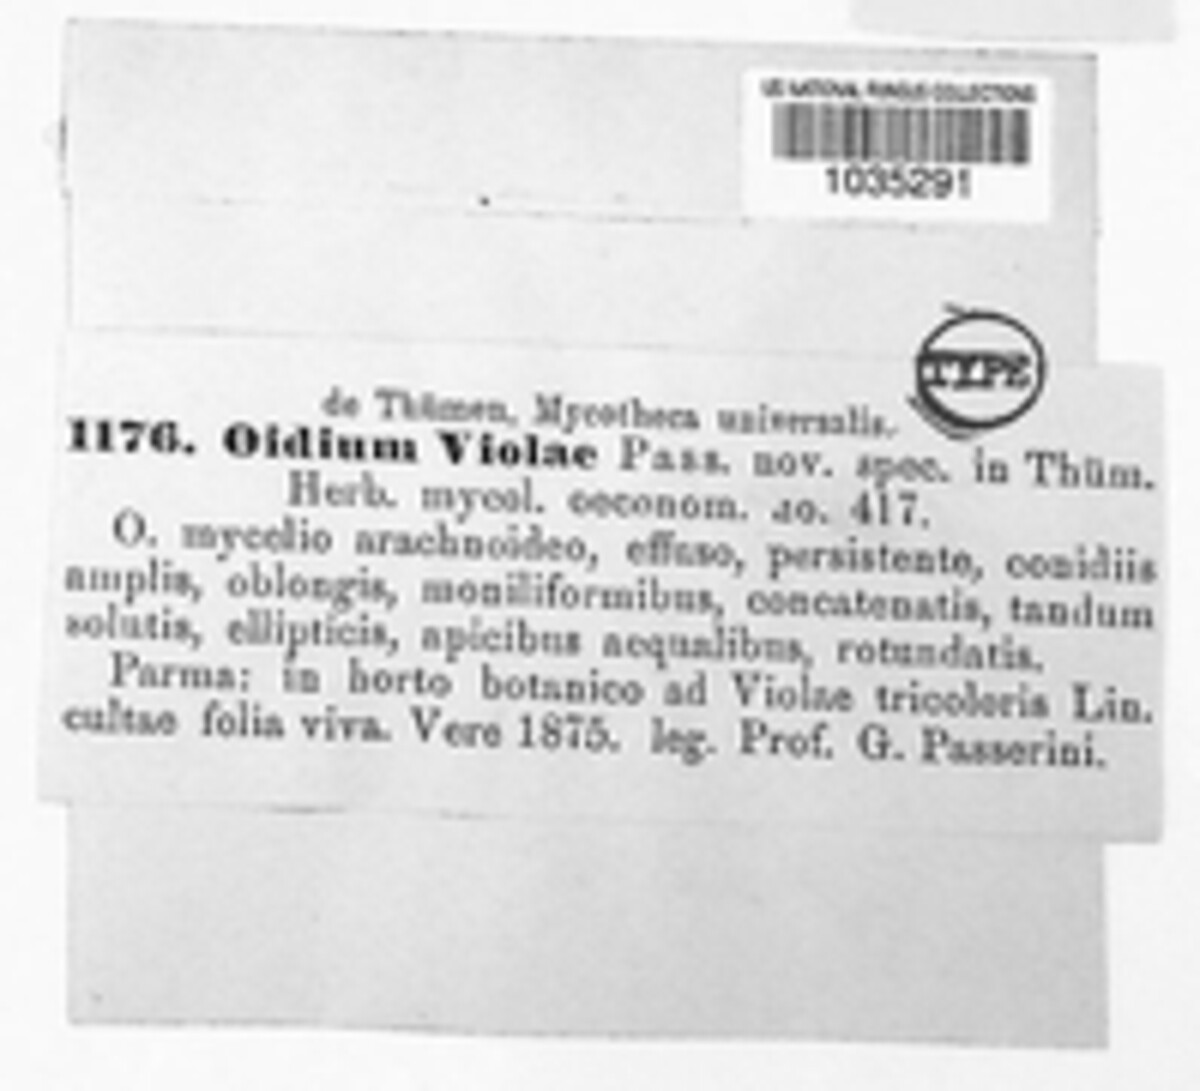 US NATIONAL FUNGUS COLLECTIONS
1035291
TYPE
de Thümen, Mycotheca universalis.
1176. Oidium Violae Pass. nov. spec. in Thüm.
Herb. mycol. oeconom. no. 417.
O. mycelio arachnoideo, effuso, persistente, conidiis
amplis, oblongis, moniliformibus, concatenatis, tandum
solutis, ellipticis, apicibus aequalibus, rotundatis.
Parma: in horto botanico ad Violae tricoloris Lin.
cultae folia viva. Vere 1875. leg. Prof. G. Passerini.